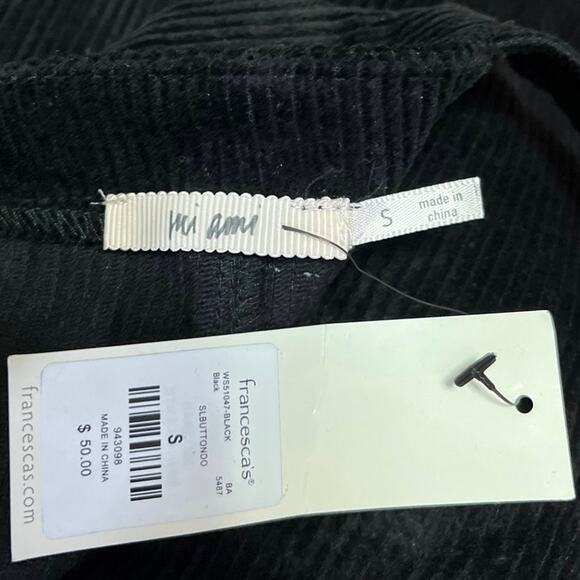 mi ami
S
made in
china
francesca's®
WS51047-BLACK BA
Black 5487
SLBUTTONDO
S
943098
MADE IN CHINA
$ 50.00
francescas.com